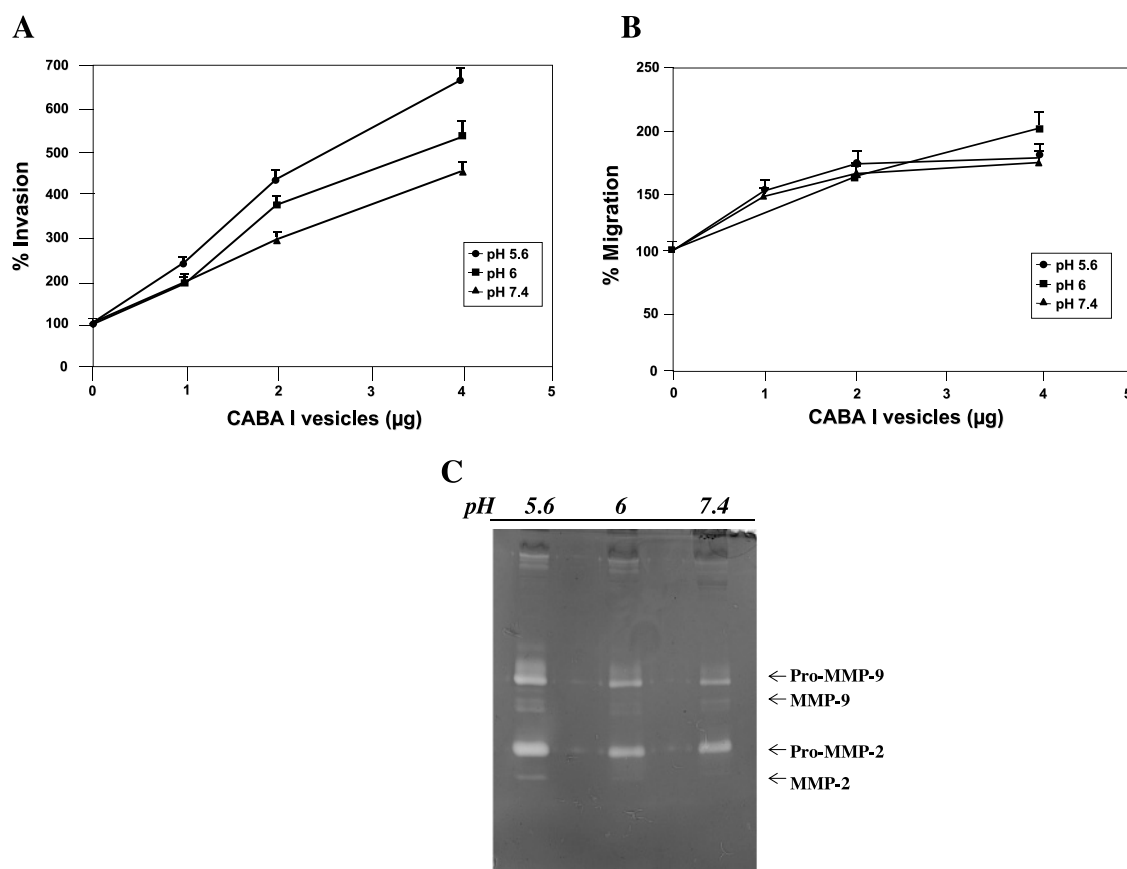 A
700
600
500
400
300
200
100
0
% Invasion
0 1 2 3 4 5
CABA I vesicles (µg)
pH 5.6
pH 6
pH 7.4
B
250
200
150
100
50
0
% Migration
0 1 2 3 4 5
CABA I vesicles (µg)
pH 5.6
pH 6
pH 7.4
C
pH 5.6 6 7.4
Pro-MMP-9
MMP-9
Pro-MMP-2
MMP-2